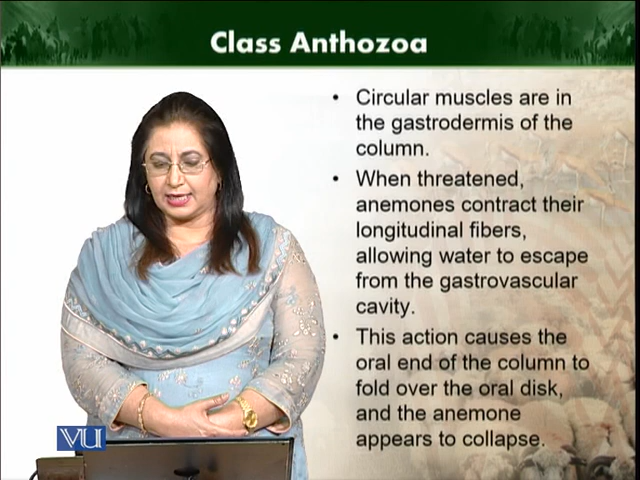 Class Anthozoa
• Circular muscles are in
the gastrodermis of the
column.
• When threatened,
anemones contract their
longitudinal fibers,
allowing water to escape
from the gastrovascular
cavity.
• This action causes the
oral end of the column to
fold over the oral disk,
and the anemone
appears to collapse.
VU